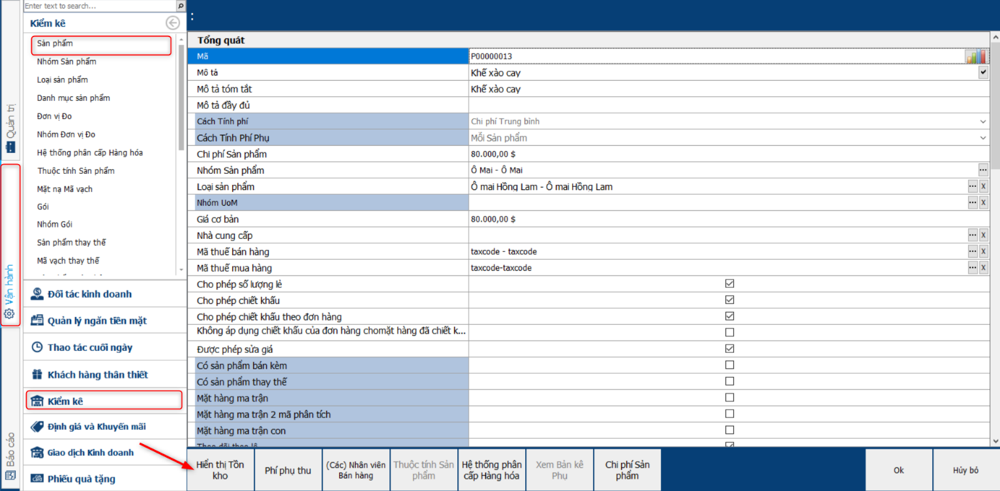 Enter text to search...
Kiểm kê
Sản phẩm
Nhóm Sản phẩm
Loại sản phẩm
Danh mục sản phẩm
Đơn vị Đo
Nhóm Đơn vị Đo
Hệ thống phân cấp Hàng hóa
Thuộc tính Sản phẩm
Mặt nạ Mã vạch
Gói
Nhóm Gói
Sản phẩm thay thế
Mã vạch thay thế
Đối tác kinh doanh
Quản lý ngăn tiền mặt
Thao tác cuối ngày
Khách hàng thân thiết
Kiểm kê
Định giá và Khuyến mãi
Giao dịch Kinh doanh
Phiếu quà tặng
Quản trị
Vận hành
Báo cáo
:
Tổng quát
Mã P00000013
Mô tả Khế xào cay
Mô tả tóm tắt Khế xào cay
Mô tả đầy đủ
Cách Tính phí Chi phí Trung bình
Cách Tính Phí Phụ Mỗi Sản phẩm
Chi phí Sản phẩm 80.000,00 $
Nhóm Sản phẩm Ô Mai - Ô Mai ...
Loại sản phẩm Ô mai Hồng Lam - Ô mai Hồng Lam ... X
Nhóm UoM ... X
Giá cơ bản 80.000,00 $
Nhà cung cấp ... X
Mã thuế bán hàng taxcode - taxcode ... X
Mã thuế mua hàng taxcode-taxcode ... X
Cho phép số lượng lẻ
Cho phép chiết khấu
Cho phép chiết khấu theo đơn hàng
Không áp dụng chiết khấu của đơn hàng chomặt hàng đã chiết k...
Được phép sửa giá
Có sản phẩm bán kèm
Có sản phẩm thay thế
Mặt hàng ma trận
Mặt hàng ma trận 2 mã phân tích
Mặt hàng ma trận con
Theo dõi theo lô
Hiển thị Tồn
kho
Phí phụ thu
(Các) Nhân viên
Bán hàng
Thuộc tính Sản
phẩm
Hệ thống phân
cấp Hàng hóa
Xem Bản kê
Phụ
Chi phí Sản
phẩm
Ok
Hủy bỏ